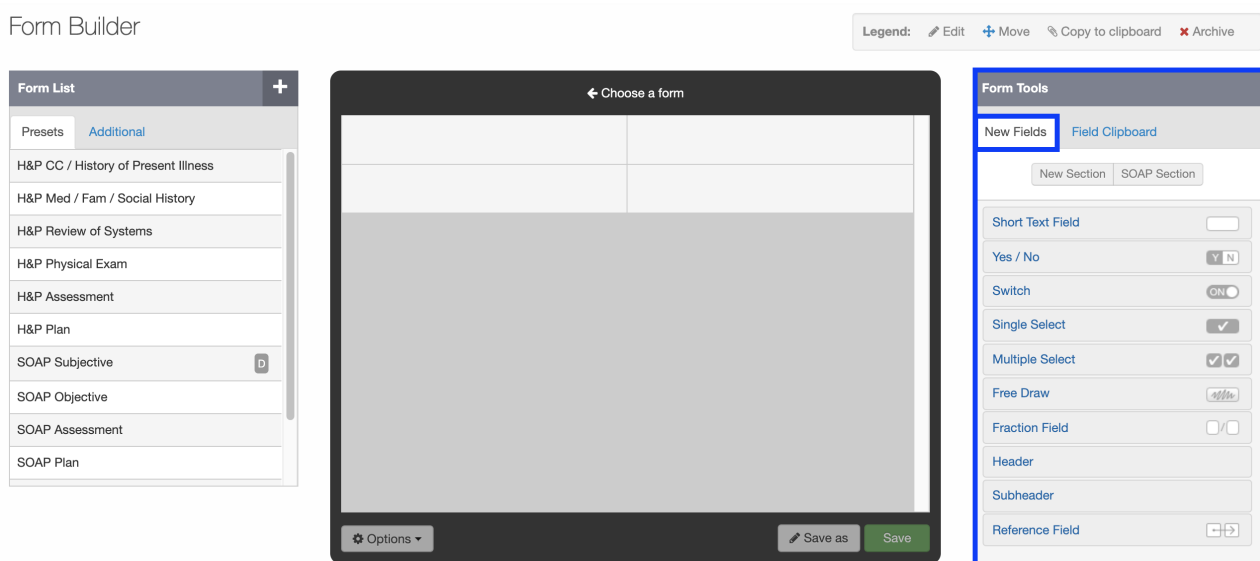 Form Builder
Legend: Edit Move Copy to clipboard Archive
Form List
Presets Additional
H&P CC / History of Present Illness
H&P Med / Fam / Social History
H&P Review of Systems
H&P Physical Exam
H&P Assessment
H&P Plan
SOAP Subjective D
SOAP Objective
SOAP Assessment
SOAP Plan
Choose a form
Options
Save as
Save
Form Tools
New Fields Field Clipboard
New Section SOAP Section
Short Text Field
Yes / No Y N
Switch ON
Single Select
Multiple Select
Free Draw
Fraction Field /
Header
Subheader
Reference Field